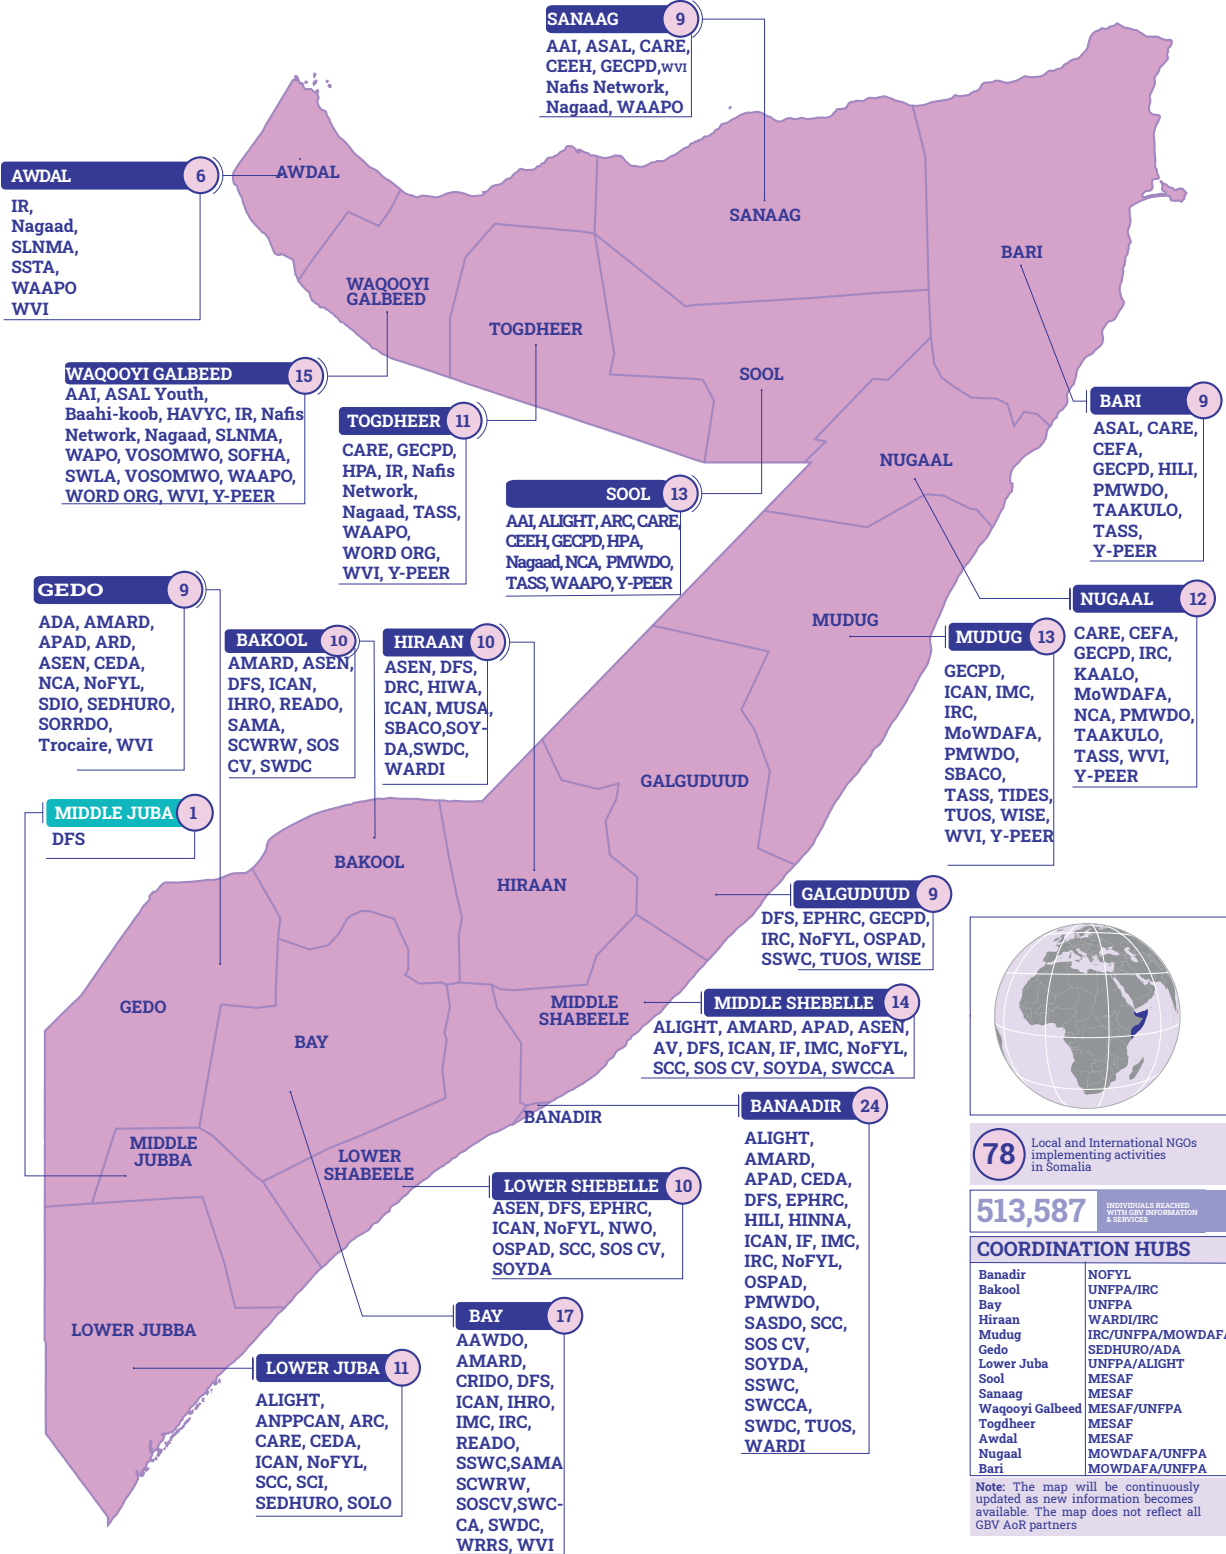 SANAAG 9
AAI, ASAL, CARE,
CEEH, GECPD,WVI
Nafis Network,
Nagaad, WAAPO
AWDAL 6
IR,
Nagaad,
SLNMA,
SSTA,
WAAPO
WVI
AWDAL
SANAAG
BARI
WAQOOYI
GALBEED
TOGDHEER
SOOL
NUGAAL
WAQOOYI GALBEED 15
AAI, ASAL Youth,
Baahi-koob, HAVYC, IR, Nafis
Network, Nagaad, SLNMA,
WAPO, VOSOMWO, SOFHA,
SWLA, VOSOMWO, WAAPO,
WORD ORG, WVI, Y-PEER
TOGDHEER 11
CARE, GECPD,
HPA, IR, Nafis
Network,
Nagaad, TASS,
WAAPO,
WORD ORG,
WVI, Y-PEER
SOOL 13
AAI, ALIGHT, ARC, CARE,
CEEH, GECPD, HPA,
Nagaad, NCA, PMWDO,
TASS, WAAPO, Y-PEER
BARI 9
ASAL, CARE,
CEFA,
GECPD, HILI,
PMWDO,
TAAKULO,
TASS,
Y-PEER
GEDO 9
ADA, AMARD,
APAD, ARD,
ASEN, CEDA,
NCA, NoFYL,
SDIO, SEDHURO,
SORRDO,
Trocaire, WVI
BAKOOL 10
AMARD, ASEN,
DFS, ICAN,
IHRO, READO,
SAMA,
SCWRW, SOS
CV, SWDC
HIRAAN 10
ASEN, DFS,
DRC, HIWA,
ICAN, MUSA,
SBACO,SOY-
DA,SWDC,
WARDI
MUDUG
MUDUG 13
GECPD,
ICAN, IMC,
IRC,
MoWDAFA,
PMWDO,
SBACO,
TASS, TIDES,
TUOS, WISE,
WVI, Y-PEER
NUGAAL 12
CARE, CEFA,
GECPD, IRC,
KAALO,
MoWDAFA,
NCA, PMWDO,
TAAKULO,
TASS, WVI,
Y-PEER
MIDDLE JUBA 1
DFS
GALGUDUUD
BAKOOL
HIRAAN
GALGUDUUD 9
DFS, EPHRC, GECPD,
IRC, NoFYL, OSPAD,
SSWC, TUOS, WISE
GEDO
BAY
MIDDLE
SHABEELE
MIDDLE SHEBELLE 14
ALIGHT, AMARD, APAD, ASEN,
AV, DFS, ICAN, IF, IMC, NoFYL,
SCC, SOS CV, SOYDA, SWCCA
BANADIR
MIDDLE
JUBBA
LOWER
SHABEELE
BANAADIR 24
ALIGHT,
AMARD,
APAD, CEDA,
DFS, EPHRC,
HILI, HINNA,
ICAN, IF, IMC,
IRC, NoFYL,
OSPAD,
PMWDO,
SASDO, SCC,
SOS CV,
SOYDA,
SSWC,
SWCCA,
SWDC, TUOS,
WARDI
LOWER SHEBELLE 10
ASEN, DFS, EPHRC,
ICAN, NoFYL, NWO,
OSPAD, SCC, SOS CV,
SOYDA
LOWER JUBBA
BAY 17
AAWDO,
AMARD,
CRIDO, DFS,
ICAN, IHRO,
IMC, IRC,
READO,
SSWC,SAMA
SCWRW,
SOSCV,SWC-
CA, SWDC,
WRRS, WVI
LOWER JUBA 11
ALIGHT,
ANPPCAN, ARC,
CARE, CEDA,
ICAN, NoFYL,
SCC, SCI,
SEDHURO, SOLO
78 Local and International NGOs
implementing activities
in Somalia
513,587 INDIVIDUALS REACHED
WITH GBV INFORMATION
& SERVICES
COORDINATION HUBS
Banadir NOFYL
Bakool UNFPA/IRC
Bay UNFPA
Hiraan WARDI/IRC
Mudug IRC/UNFPA/MOWDAFA
Gedo SEDHURO/ADA
Lower Juba UNFPA/ALIGHT
Sool MESAF
Sanaag MESAF
Waqooyi Galbeed MESAF/UNFPA
Togdheer MESAF
Awdal MESAF
Nugaal MOWDAFA/UNFPA
Bari MOWDAFA/UNFPA
Note: The map will be continuously
updated as new information becomes
available. The map does not reflect all
GBV AoR partners